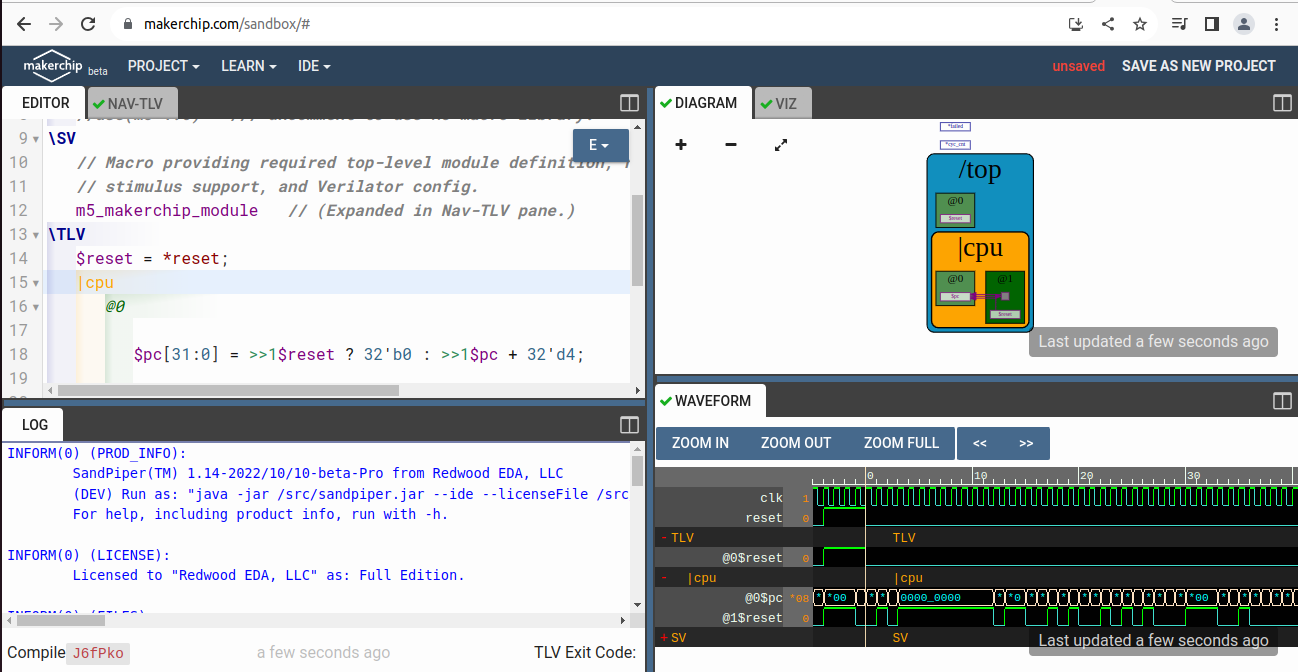 makerchip.com/sandbox/#
makerchip beta PROJECT LEARN IDE unsaved SAVE AS NEW PROJECT
EDITOR NAV-TLV
9 \SV
E
10 // Macro providing required top-level module definition,
11 // stimulus support, and Verilator config.
12 m5_makerchip_module // (Expanded in Nav-TLV pane.)
13 \TLV
14 $reset = *reset;
15 |cpu
16 @0
17
18 $pc[31:0] = >>1$reset ? 32'b0 : >>1$pc + 32'd4;
19
LOG
INFORM(0) (PROD_INFO):
SandPiper(TM) 1.14-2022/10/10-beta-Pro from Redwood EDA, LLC
(DEV) Run as: "java -jar /src/sandpiper.jar --ide --licenseFile /src
For help, including product info, run with -h.
INFORM(0) (LICENSE):
Licensed to "Redwood EDA, LLC" as: Full Edition.
INFORM(0) (FILES):
Compile J6fPko a few seconds ago TLV Exit Code:
DIAGRAM VIZ
*failed
*cyc_cnt
/top
@0
$reset
|cpu
@0 @1
$pc
$reset
Last updated a few seconds ago
WAVEFORM
ZOOM IN ZOOM OUT ZOOM FULL << >>
0 10 20 30
clk 1
reset 0
- TLV TLV
@0$reset 0
- |cpu |cpu
@0$pc *08 * *00 * * * 0000_0000 * *0 * * * * * * * * * * * * * * *00 * * * * * *
@1$reset 0
+ SV SV
Last updated a few seconds ago